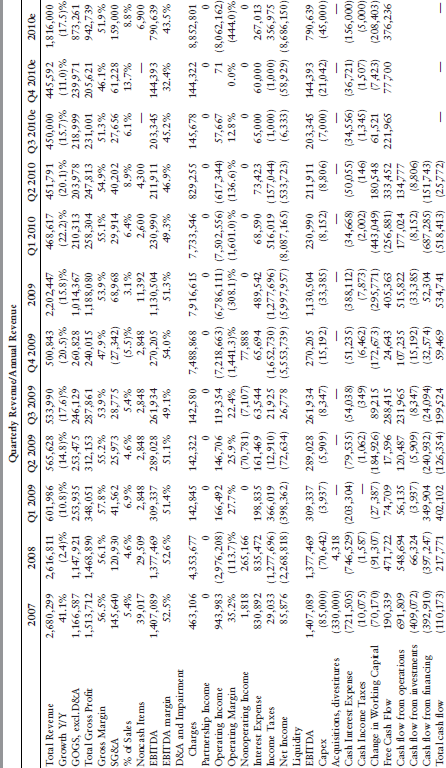 Quarterly Revenue/Annual Revenue
2007 2008 Q1 2009 Q2 2009 Q3 2009 Q4 2009 2009 Q1 2010 Q2 2010 Q3 2010e Q4 2010e 2010e
Total Revenue 2,680,299 2,616,811 601,986 565,628 533,990 500,843 2,202,447 468,617 451,791 450,000 445,592 1,816,000
Growth Y/Y 41.1% (2.4)% (10.8)% (14.8)% (17.6)% (20.5)% (15.8)% (22.2)% (20.1)% (15.7)% (11.0)% (17.5)%
GOGS, excl.D&A 1,166,587 1,147,921 253,935 253,475 246,129 260,828 1,014,367 210,313 203,978 218,999 239,971 873,261
Total Gross Profit 1,513,712 1,468,890 348,051 312,153 287,861 240,015 1,188,080 258,304 247,813 231,001 205,621 942,739
Gross Margin 56.5% 56.1% 57.8% 55.2% 53.9% 47.9% 53.9% 55.1% 54.9% 51.3% 46.1% 51.9%
SG&A 145,640 120,930 41,562 25,973 28,775 (27,342) 68,968 29,914 40,202 27,656 61,228 159,000
% of Sales 5.4% 4.6% 6.9% 4.6% 5.4% (5.5)% 3.1% 6.4% 8.9% 6.1% 13.7% 8.8%
Noncash Items 39,017 29,509 2,848 2,848 2,848 2,848 11,392 2,600 4,300 — — 6,900
EBITDA 1,407,089 1,377,469 309,337 289,028 261,934 270,205 1,130,504 230,990 211,911 203,345 144,393 790,639
EBITDA margin 52.5% 52.6% 51.4% 51.1% 49.1% 54.0% 51.3% 49.3% 46.9% 45.2% 32.4% 43.5%
D&A and Impairment
Charges 463,106 4,353,677 142,845 142,322 142,580 7,488,868 7,916,615 7,733,546 829,255 145,678 144,322 8,852,801
Partnership Income 0 0 0 0 0 0 0 0 0 0 0 0
Operating Income 943,983 (2,976,208) 166,492 146,706 119,354 (7,218,663) (6,786,111) (7,502,556) (617,344) 57,667 71 (8,062,162)
Operating Margin 35.2% (113.7)% 27.7% 25.9% 22.4% (1,441.3)% (308.1)% (1,601.0)% (136.6)% 12.8% 0.0% (444.0)%
Nonoperating Income 1,818 265,166 0 (70,781) (7,107) 77,888 0 0 0 0 0 0
Interest Expense 830,892 835,472 198,835 161,469 63,544 65,694 489,542 68,590 73,423 65,000 60,000 267,013
Income Taxes 29,033 (1,277,696) 366,019 (12,910) 21,925 (1,652,730) (1,277,696) 516,019 (157,044) (1,000) (1,000) 356,975
Net Income 85,876 (2,268,818) (398,362) (72,634) 26,778 (5,553,739) (5,997,957) (8,087,165) (533,723) (6,333) (58,929) (8,686,150)
Liquidity
EBITDA 1,407,089 1,377,469 309,337 289,028 261,934 270,205 1,130,504 230,990 211,911 203,345 144,393 790,639
Capex (85,000) (70,642) (3,937) (5,909) (8,347) (15,192) (33,385) (8,152) (8,806) (7,000) (21,042) (45,000)
Acquisitions, divestitures (330,000) 4,318 — — — — — — — — — —
Cash Interest Expense (721,505) (746,529) (203,304) (79,535) (54,038) (51,235) (388,112) (34,668) (50,055) (34,556) (36,721) (156,000)
Cash Income Taxes (10,075) (1,587) — (1,062) (349) (6,462) (7,873) (2,002) (146) (1,345) (1,507) (5,000)
Change in Working Capital (70,170) (91,307) (27,387) (184,926) 89,215 (172,673) (295,771) (443,049) 180,548 61,521 (7,423) (208,403)
Free Cash Flow 190,339 471,722 74,709 17,596 288,415 24,643 405,363 (256,881) 333,452 221,965 77,700 376,236
Cash flow from operations 691,809 548,694 56,135 120,487 231,965 107,235 515,822 177,024 134,777
Cash flow from investments (409,072) 66,324 (3,937) (5,909) (8,347) (15,192) (33,385) (8,152) (8,806)
Cash flow from financing (392,910) (397,247) 349,904 (240,932) (24,094) (32,574) 52,304 (687,285) (151,743)
Total cash flow (110,173) 217,771 402,102 (126,354) 199,524 59,469 534,741 (518,413) (25,772) — — —